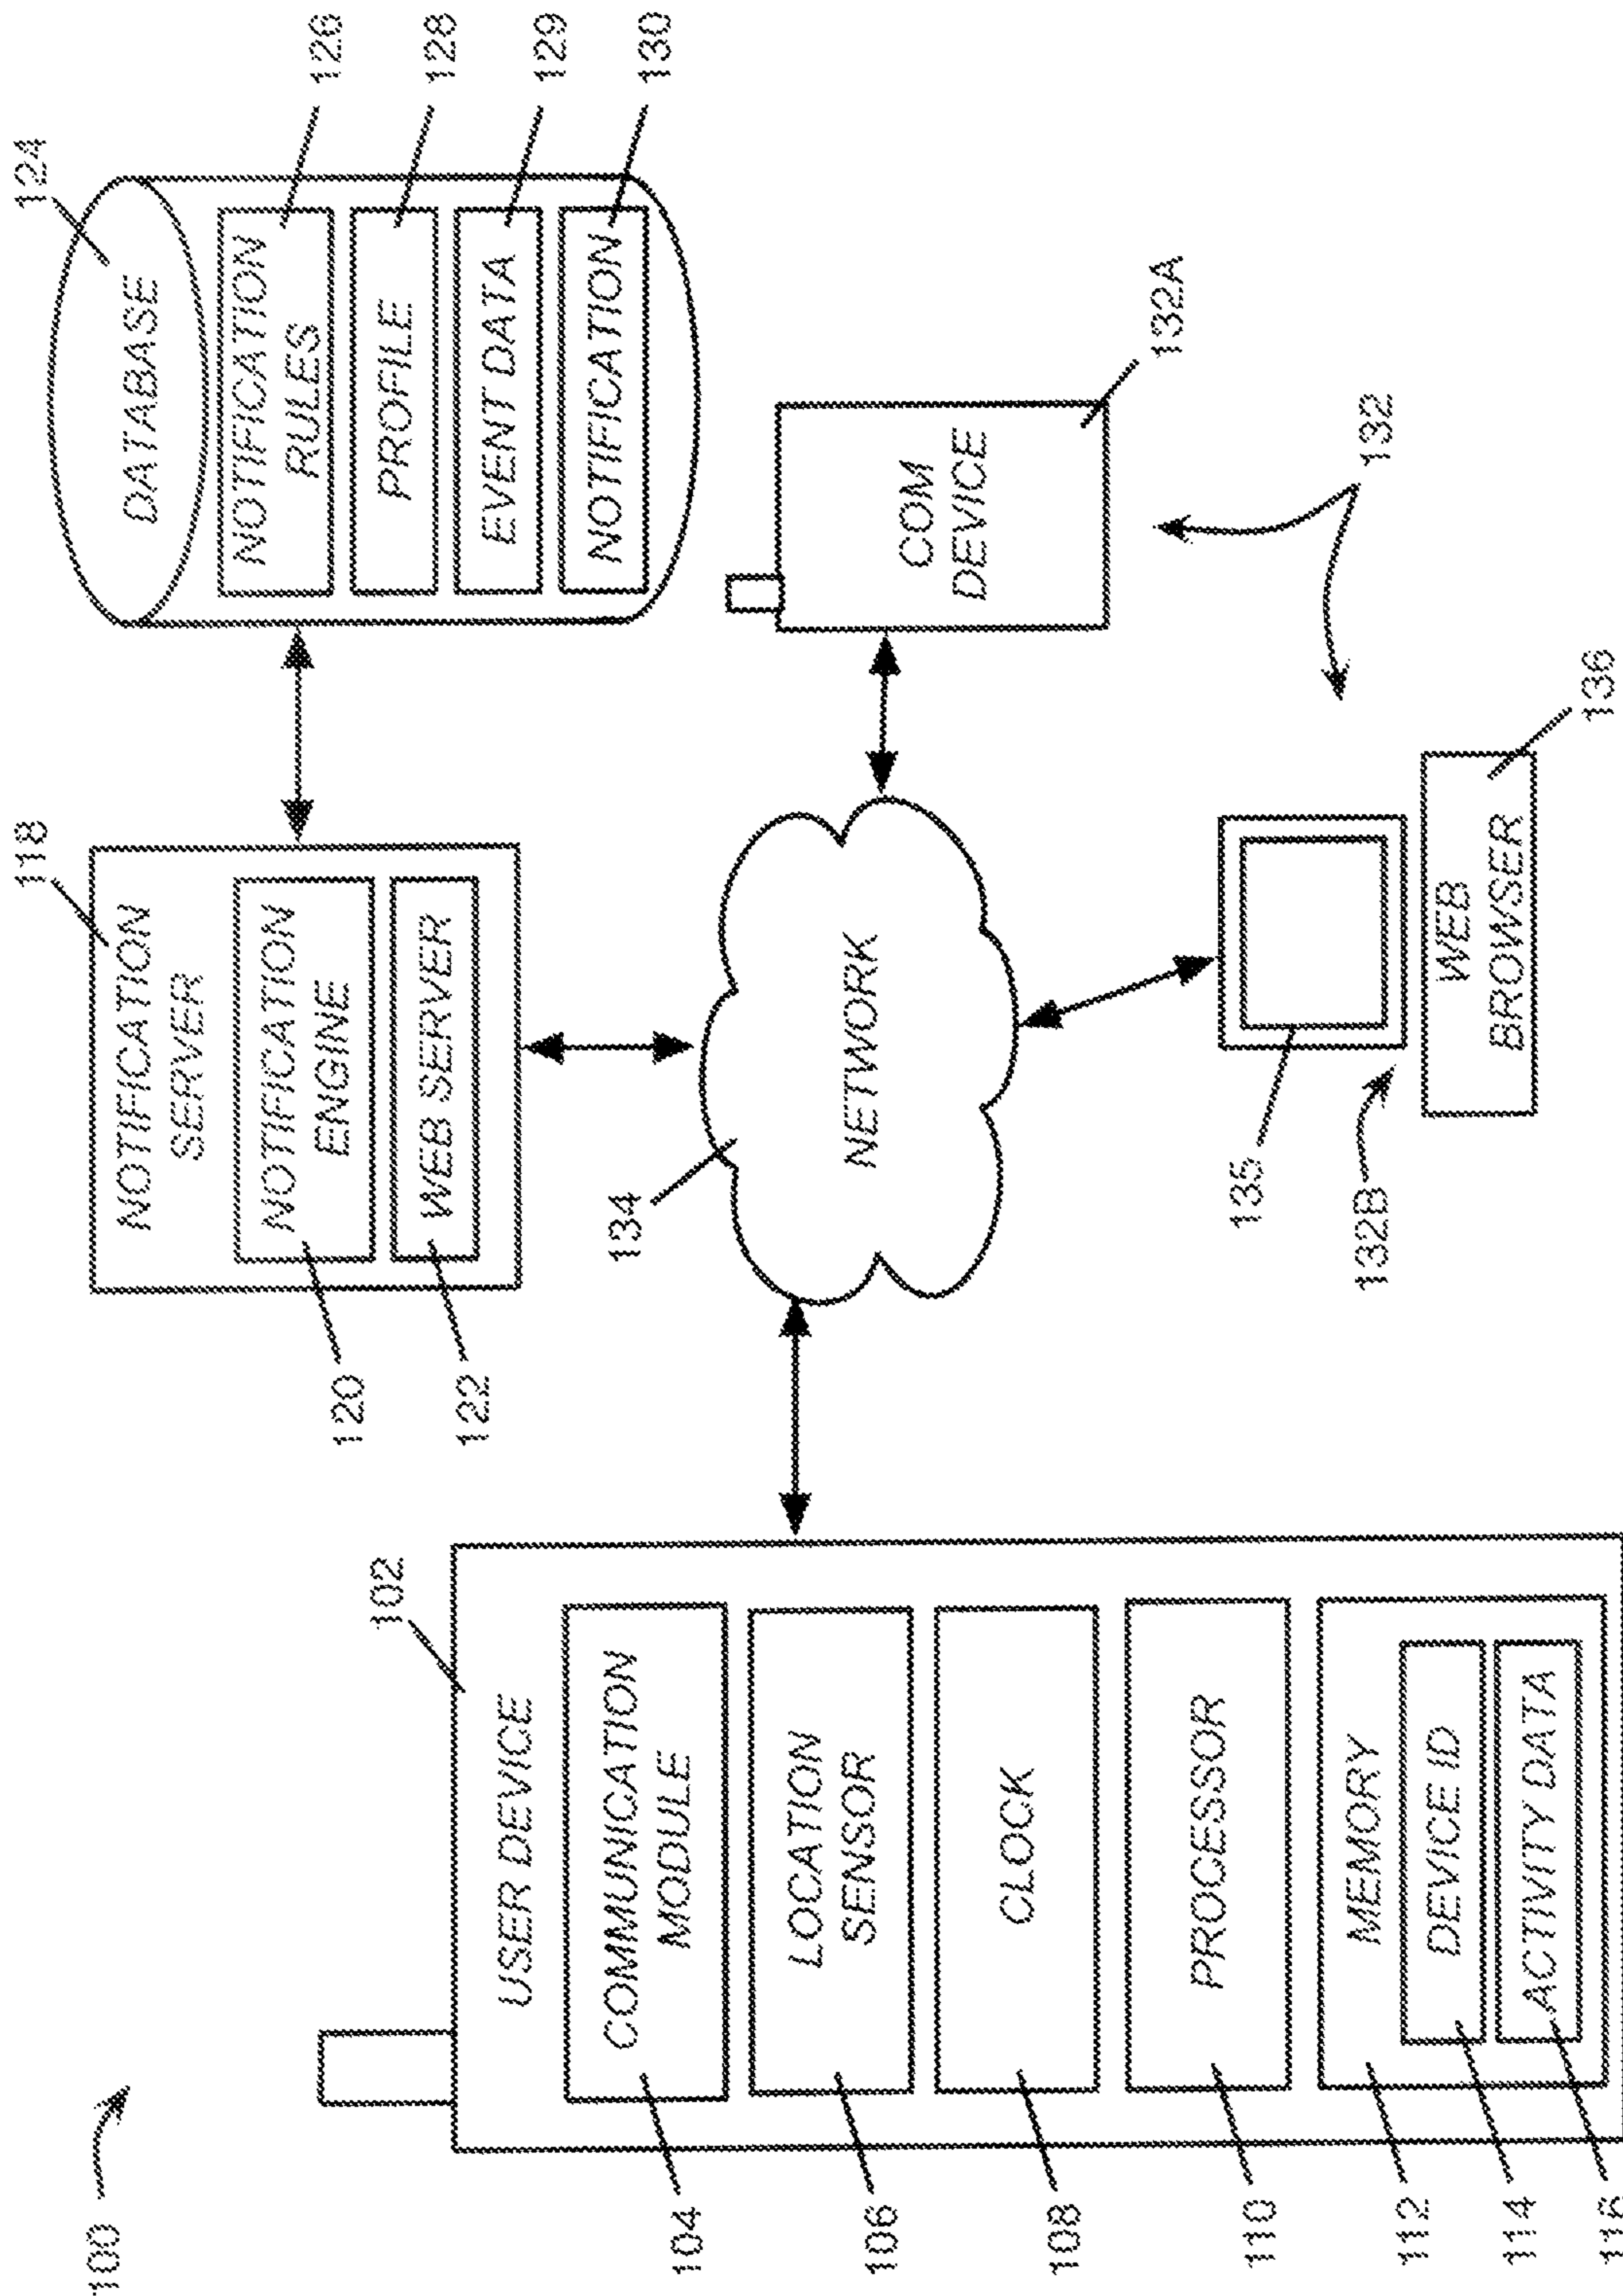 100
102
USER DEVICE
COMMUNICATION
MODULE
104
LOCATION
SENSOR
106
CLOCK
108
PROCESSOR
110
MEMORY
112
DEVICE ID
114
ACTIVITY DATA
116
118
NOTIFICATION
SERVER
NOTIFICATION
ENGINE
120
WEB SERVER
122
124
DATABASE
NOTIFICATION
RULES
126
PROFILE
128
EVENT DATA
129
NOTIFICATION
130
134
NETWORK
COM
DEVICE
132A
132
135
132B
WEB
BROWSER
136